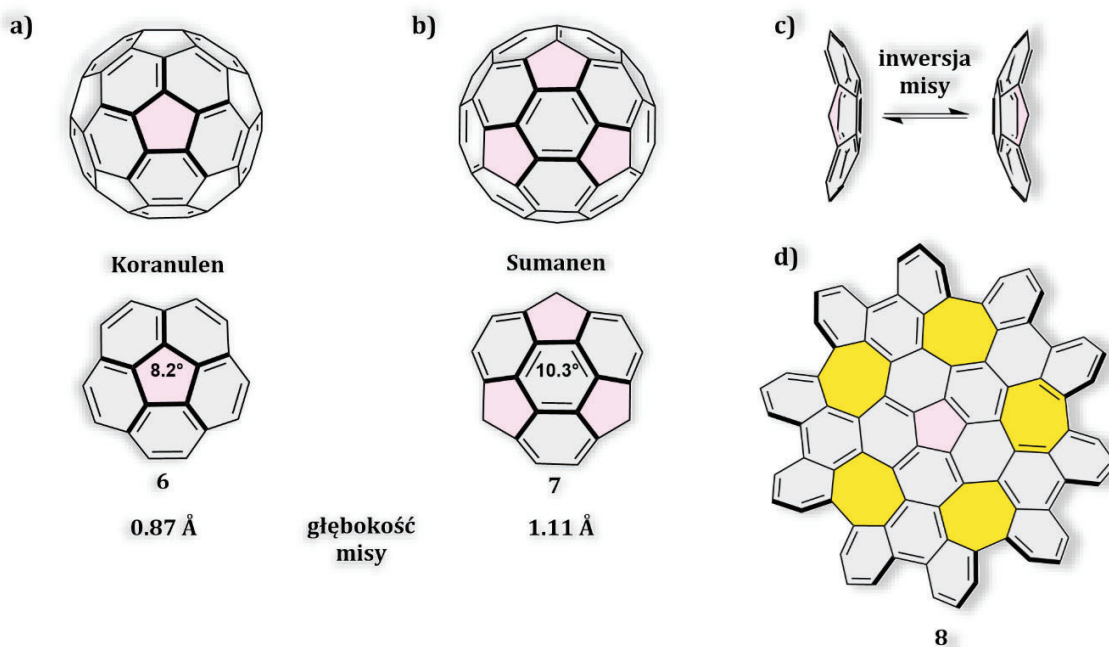 a)
b)
c)
inwersja
misy
Koranulen
Sumanen
d)
8.2°
10.3°
6
7
0.87 Å
głębokość
misy
1.11 Å
8